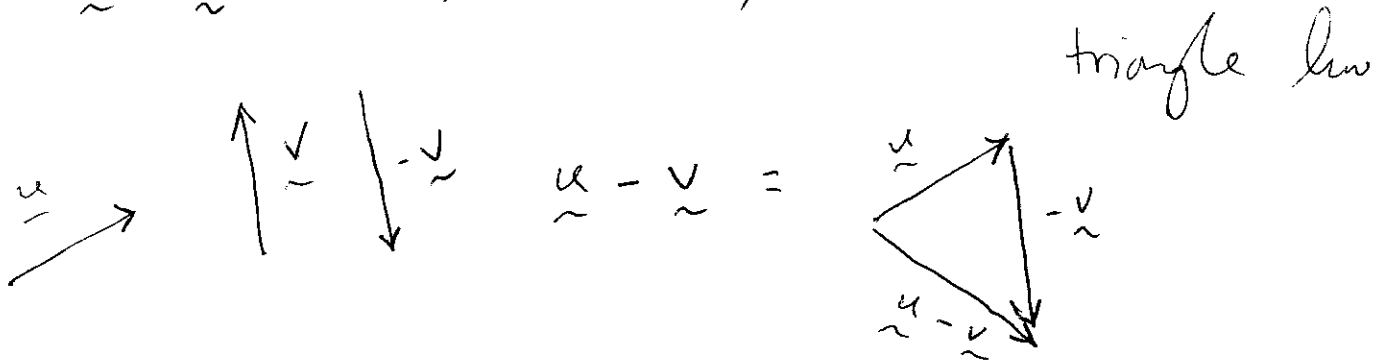 triangle law
u
v
-v
u - v =
u
-v
u - v